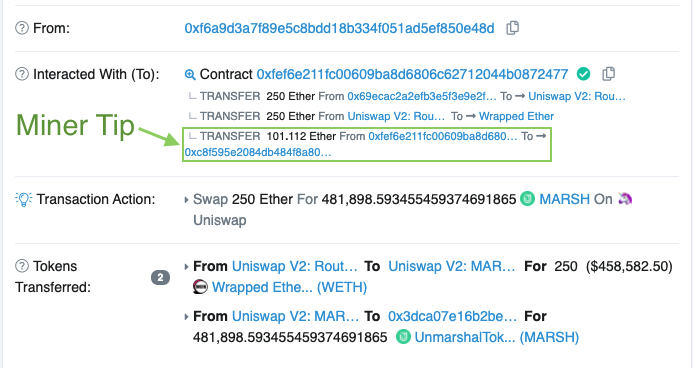 From: 0xf6a9d3a7f89e5c8bdd18b334f051ad5ef850e48d
Interacted With (To): Contract 0xfef6e211fc00609ba8d6806c62712044b0872477
TRANSFER 250 Ether From 0x69ecac2a2efb3e5f3e9e2f... To → Uniswap V2: Rou...
TRANSFER 250 Ether From Uniswap V2: Rou... To → Wrapped Ether
Miner Tip
TRANSFER 101.112 Ether From 0xfef6e211fc00609ba8d680... To →
0xc8f595e2084db484f8a80...
Transaction Action: Swap 250 Ether For 481,898.593455459374691865 MARSH On
Uniswap
Tokens
Transferred:
2
From Uniswap V2: Rout... To Uniswap V2: MAR... For 250 ($458,582.50)
Wrapped Ethe... (WETH)
From Uniswap V2: MAR... To 0x3dca07e16b2be... For
481,898.593455459374691865 UnmarshalTok... (MARSH)